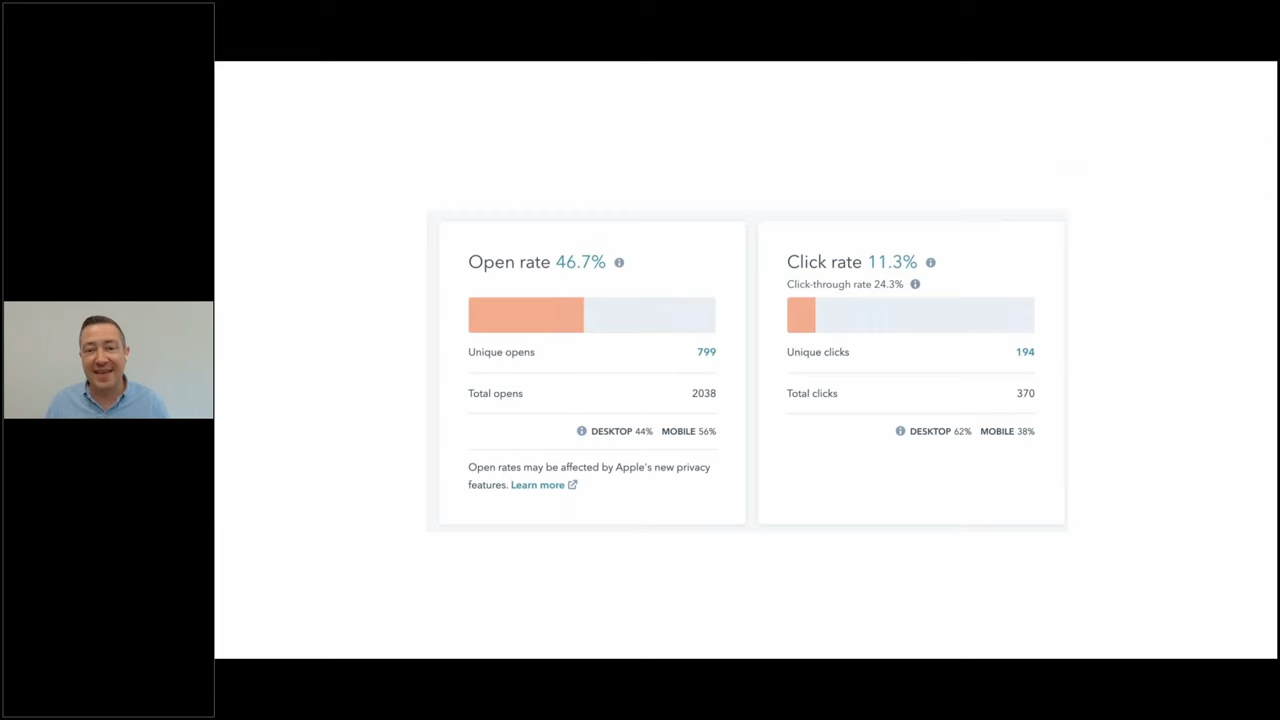 Open rate 46.7%
Unique opens 799
Total opens 2038
DESKTOP 44% MOBILE 56%
Open rates may be affected by Apple's new privacy
features. Learn more
Click rate 11.3%
Click-through rate 24.3%
Unique clicks 194
Total clicks 370
DESKTOP 62% MOBILE 38%